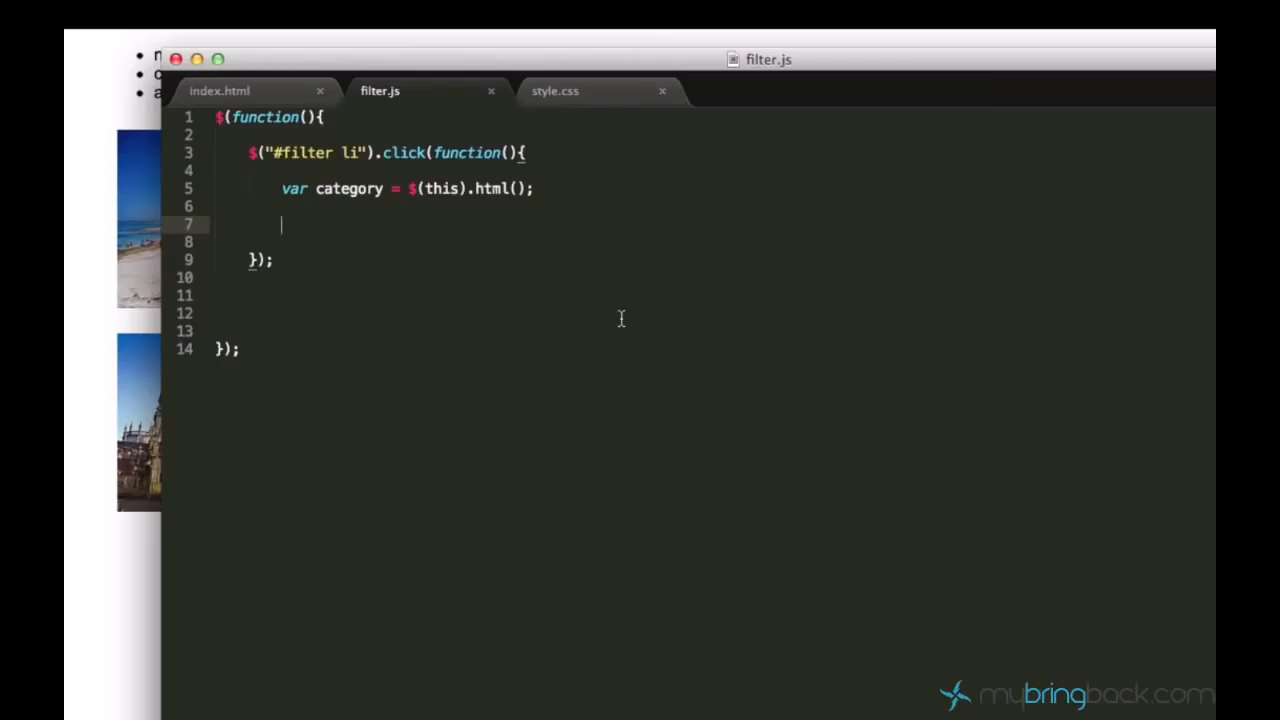 filter.js
index.html × filter.js × style.css ×
1 $(function(){
2
3 $("#filter li").click(function(){
4
5 var category = $(this).html();
6
7
8
9 });
10
11
12
13
14 });
mybringback.com